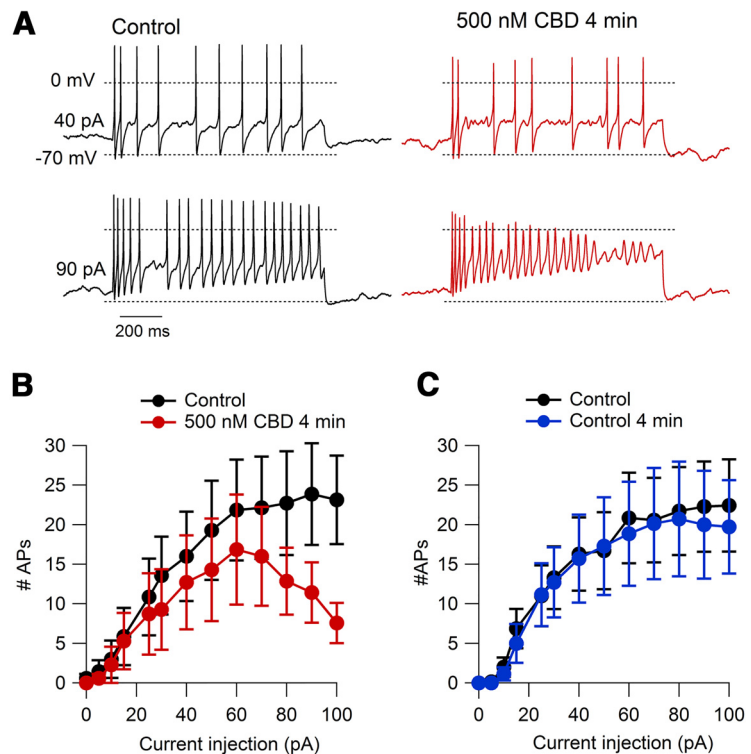 A
Control
500 nM CBD 4 min
0 mV
40 pA
-70 mV
90 pA
200 ms
B
Control
500 nM CBD 4 min
30
25
20
15
10
5
0
# APs
0 20 40 60 80 100
Current injection (pA)
C
Control
Control 4 min
30
25
20
15
10
5
0
#APs
0 20 40 60 80 100
Current injection (pA)